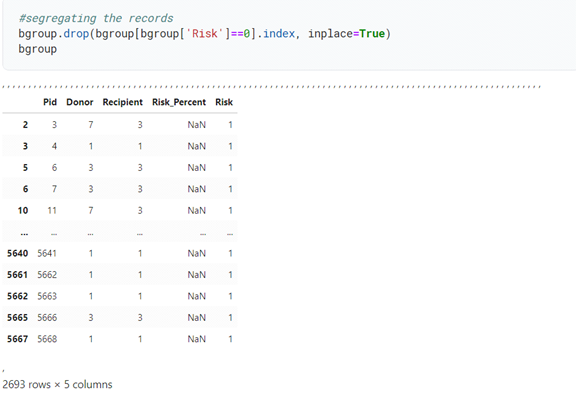 #segregating the records
bgroup.drop(bgroup[bgroup['Risk']==0].index, inplace=True)
bgroup
Pid Donor Recipient Risk_Percent Risk
2 3 7 3 NaN 1
3 4 1 1 NaN 1
5 6 3 3 NaN 1
6 7 3 3 NaN 1
10 11 7 3 NaN 1
... ... ... ... ... ...
5640 5641 1 1 NaN 1
5661 5662 1 1 NaN 1
5662 5663 1 1 NaN 1
5665 5666 3 3 NaN 1
5667 5668 1 1 NaN 1
,
2693 rows × 5 columns